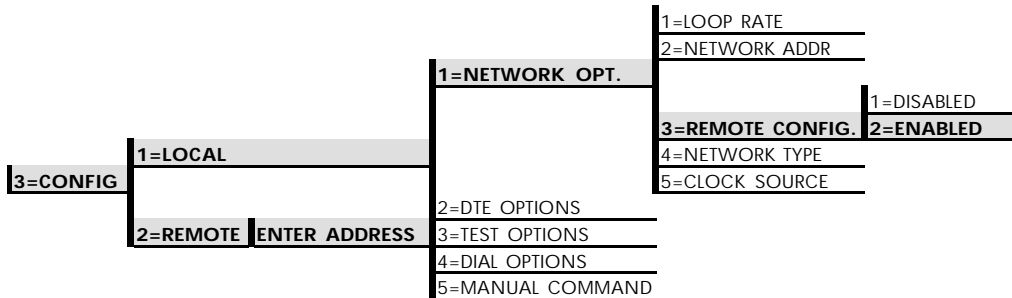 1=LOOP RATE
2=NETWORK ADDR
1=NETWORK OPT.
1=DISABLED
3=REMOTE CONFIG.
2=ENABLED
1=LOCAL
4=NETWORK TYPE
3=CONFIG
5=CLOCK SOURCE
2=DTE OPTIONS
2=REMOTE
ENTER ADDRESS
3=TEST OPTIONS
4=DIAL OPTIONS
5=MANUAL COMMAND